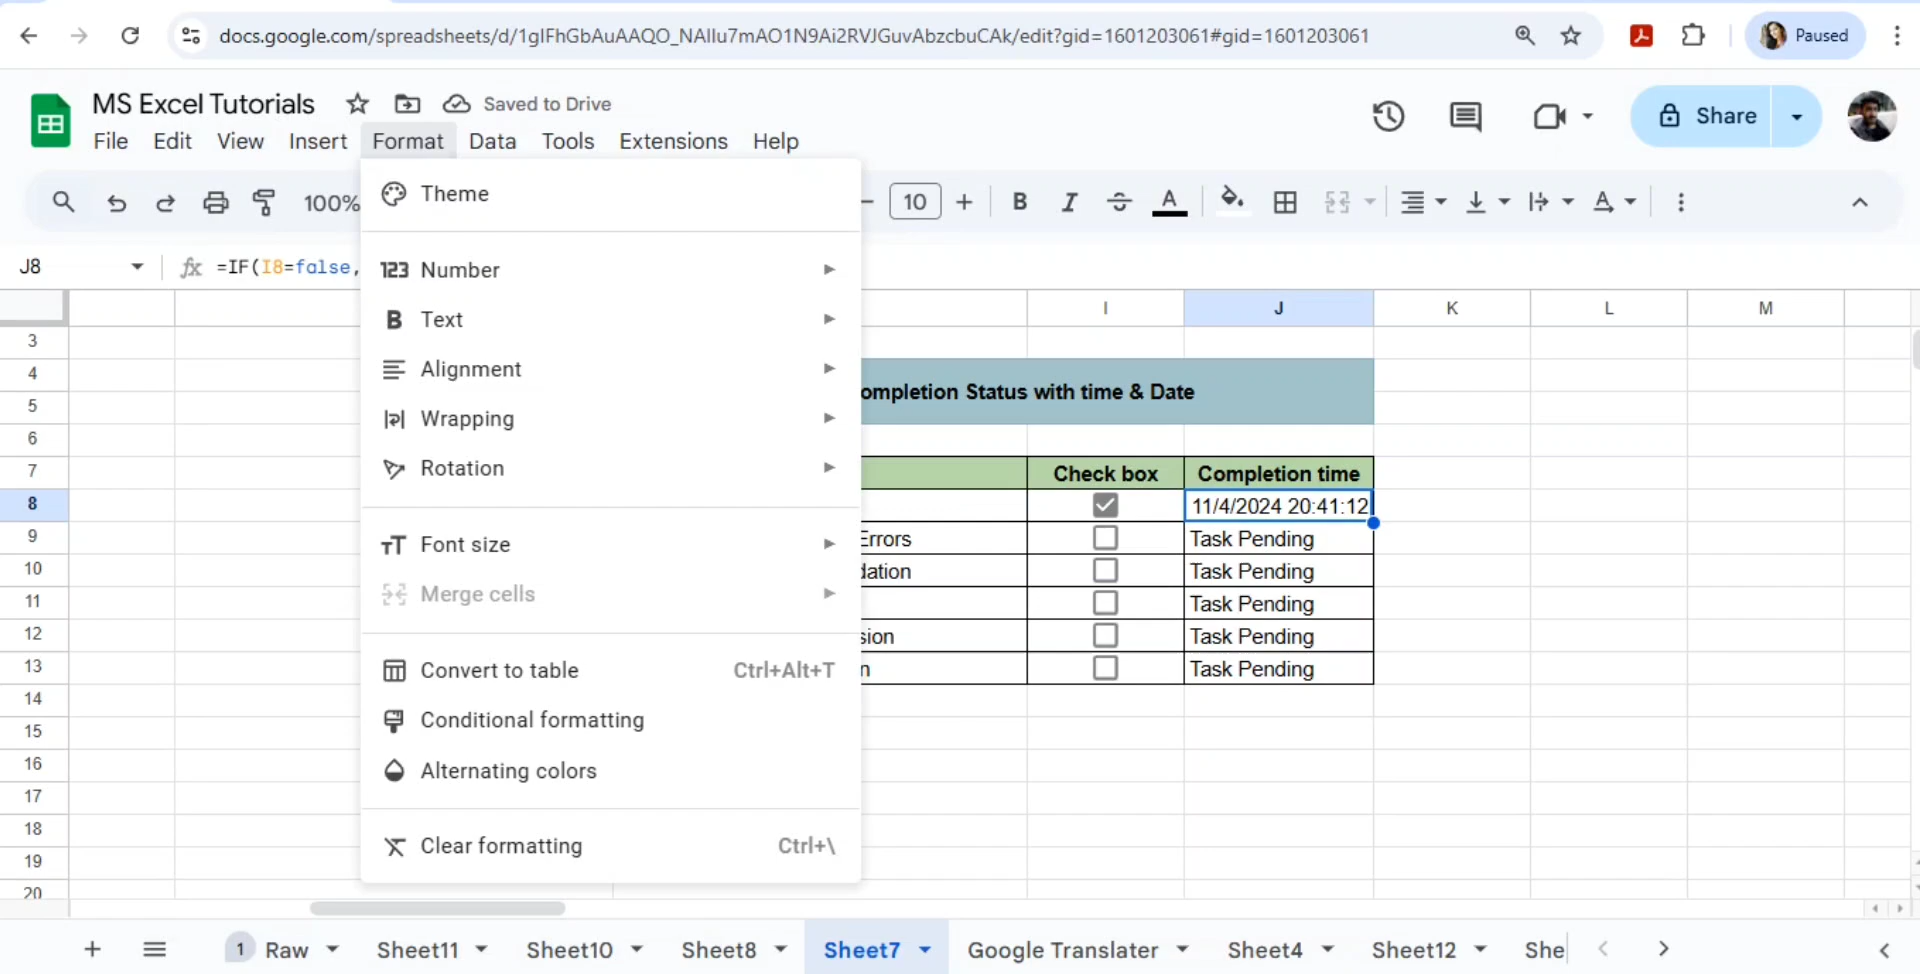 docs.google.com/spreadsheets/d/1gIFhGbAuAAQO_NAIIu7mAO1N9Ai2RVJGuvAbzcbuCAk/edit?gid=1601203061#gid=1601203061
Paused
MS Excel Tutorials
Saved to Drive
File Edit View Insert Format Data Tools Extensions Help
Share
100%
10
B I A
J8
fx =IF(I8=false,
Theme
123 Number
B Text
Alignment
Wrapping
Rotation
Font size
Merge cells
Convert to table Ctrl+Alt+T
Conditional formatting
Alternating colors
Clear formatting Ctrl+\
I J K L M
3
4
ompletion Status with time & Date
5
6
7 Check box Completion time
8 11/4/2024 20:41:12
9 Errors Task Pending
10 dation Task Pending
11 Task Pending
12 sion Task Pending
13 n Task Pending
14
15
16
17
18
19
20
1 Raw Sheet11 Sheet10 Sheet8 Sheet7 Google Translater Sheet4 Sheet12 She